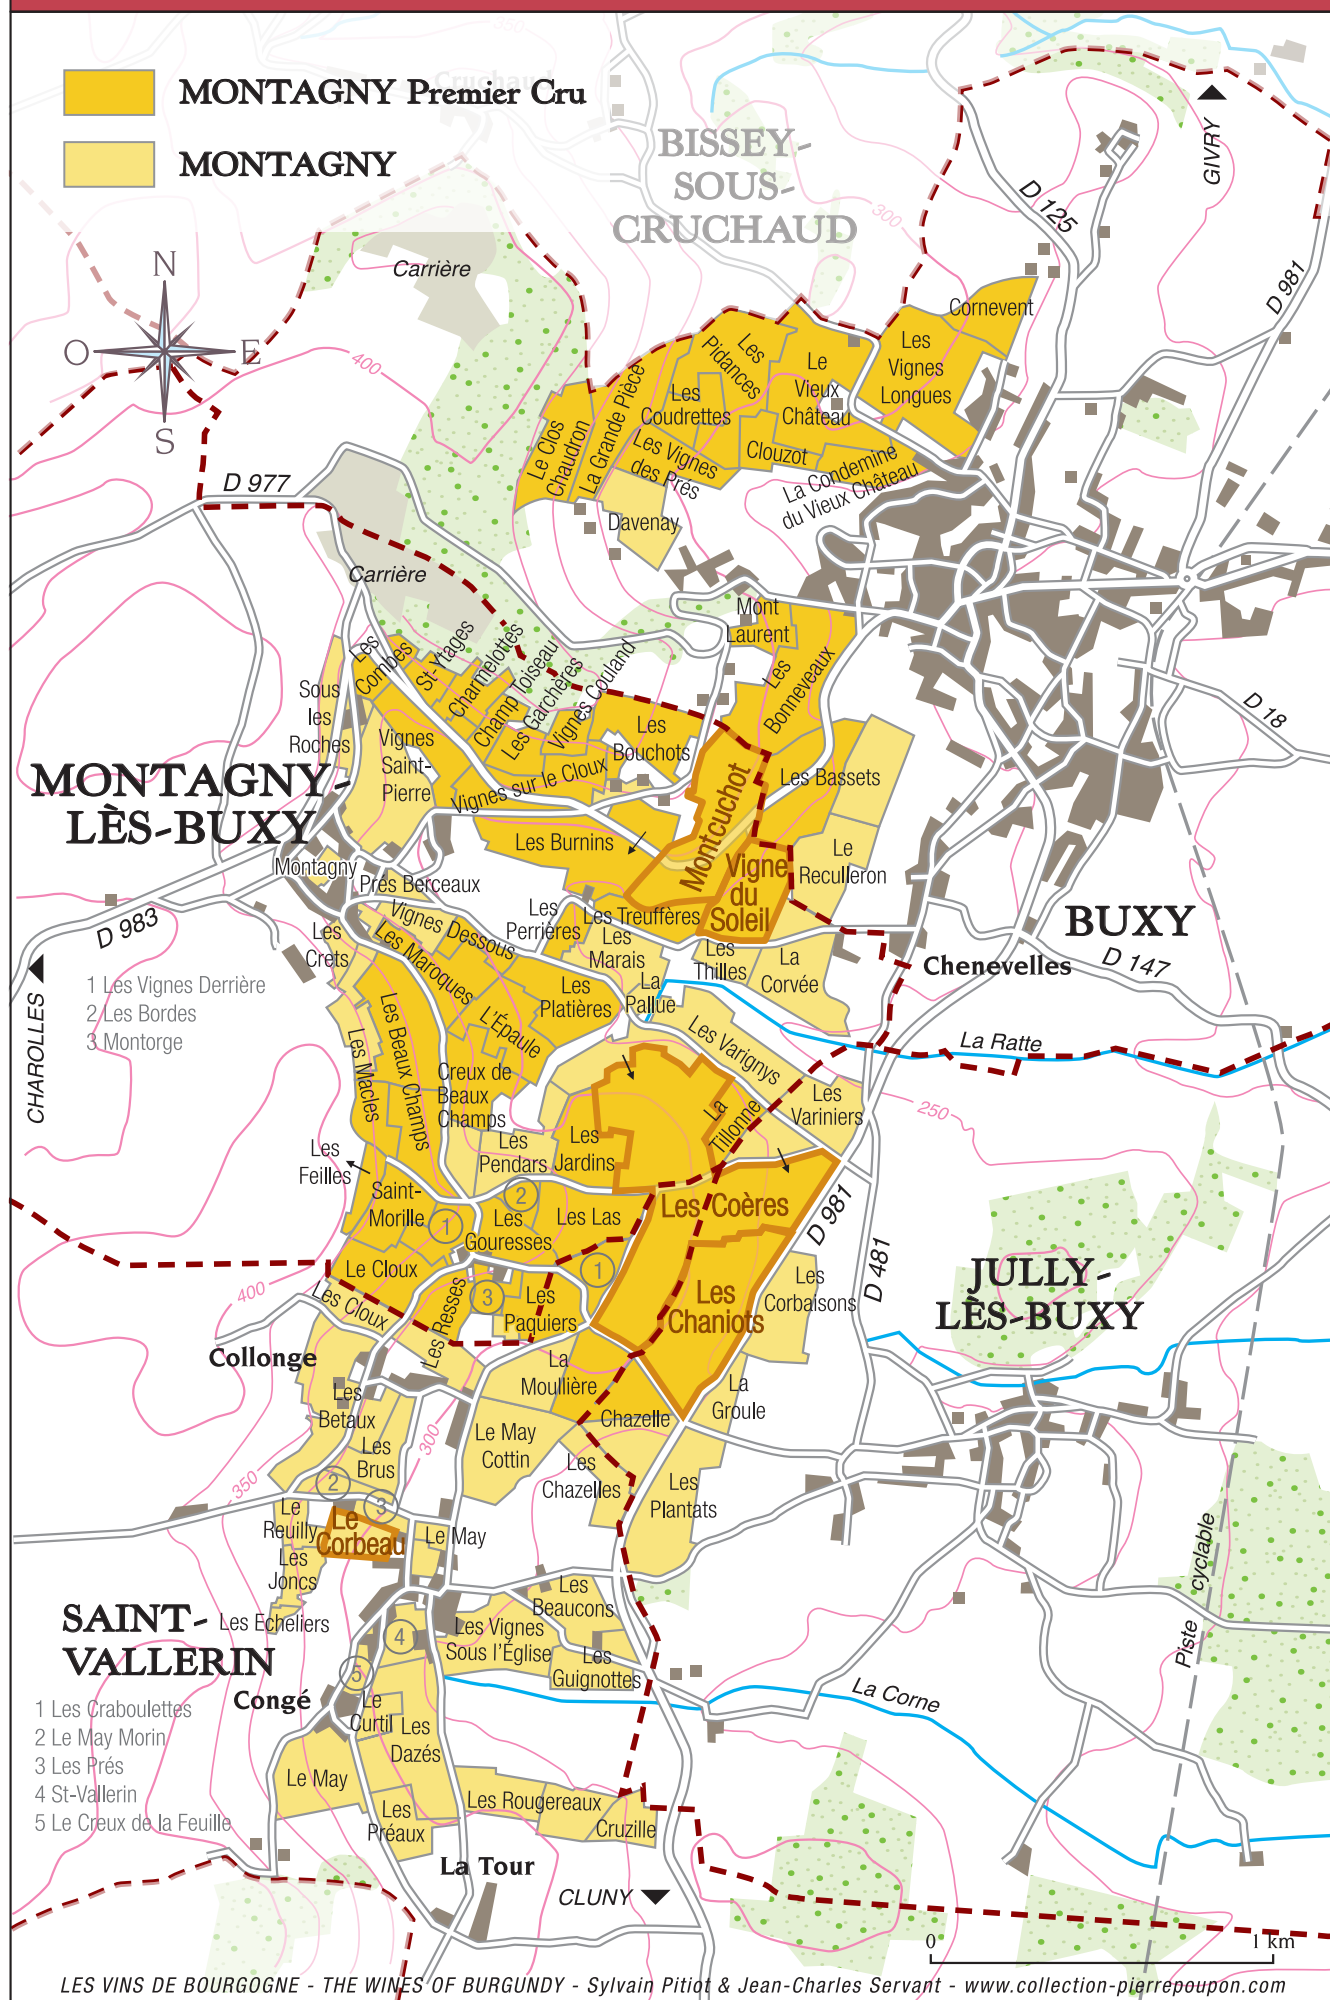 350
Cruchaud
MONTAGNY Premier Cru
MONTAGNY
BISSEY-
SOUS-
CRUCHAUD
GIVRY
300
D 125
D 981
N
O
E
S
Carrière
400
Cornevent
Les
Vignes
Longues
Les
Pidances
Le
Vieux
Château
Les
Coudrettes
La Grande Pièce
Le Clos
Chaudron
Les Vignes
des Prés
Clouzot
La Condemine
du Vieux Château
Davenay
D 977
Carrière
Mont
Laurent
Les
Bonneveaux
Les
Combes
St-Ytages
Charmelottes
Champ Toiseau
Les Garchères
Vignes Couland
Sous
les
Roches
Vignes
Saint-
Pierre
Les
Bouchots
Vignes sur le Cloux
D 18
Les Bassets
Montcuchot
MONTAGNY-
LÈS-BUXY
Les Burnins
Vigne
du
Soleil
Le
Reculleron
Montagny
Prés Berceaux
Les
Perrières
Les Treuffères
Vignes Dessous
Les
Marais
Les
Thilles
La
Corvée
BUXY
D 983
Les
Crets
Les Maroques
Chenevelles
D 147
CHAROLLES
1 Les Vignes Derrière
2 Les Bordes
3 Montorge
Les
Platières
La
Pallue
L'Épaule
Les Varignys
La Ratte
Les Macles
Les Beaux Champs
Creux de
Beaux
Champs
La
Tillonne
Les
Variniers
250
Les
Feilles
Les
Pendars
Les
Jardins
Saint-
Morille
2
1
Les
Gouresses
Les Las
Les Coères
D 981
D 481
Le Cloux
1
400
Les Cloux
Les Resses
3
Les
Paquiers
Les
Chaniots
Les
Corbaisons
JULLY-
LÈS-BUXY
Collonge
La
Moullière
Les
Betaux
Chazelle
La
Groule
300
Le May
Cottin
Les
Brus
Les
Chazelles
Les
Plantats
350
2
3
Le
Reuilly
Le
Corbeau
Le May
Les
Joncs
Piste cyclable
Les Echeliers
Les
Beaucons
SAINT-
VALLERIN
4
Les Vignes
Sous l'Église
Les
Guignottes
5
Congé
1 Les Craboulettes
2 Le May Morin
3 Les Prés
4 St-Vallerin
5 Le Creux de la Feuille
Le
Curtil
Les
Dazés
La Corne
Le May
Les
Préaux
Les Rougereaux
Cruzille
La Tour
CLUNY
0
1 km
LES VINS DE BOURGOGNE - THE WINES OF BURGUNDY - Sylvain Pitiot & Jean-Charles Servant - www.collection-pierrepoupon.com